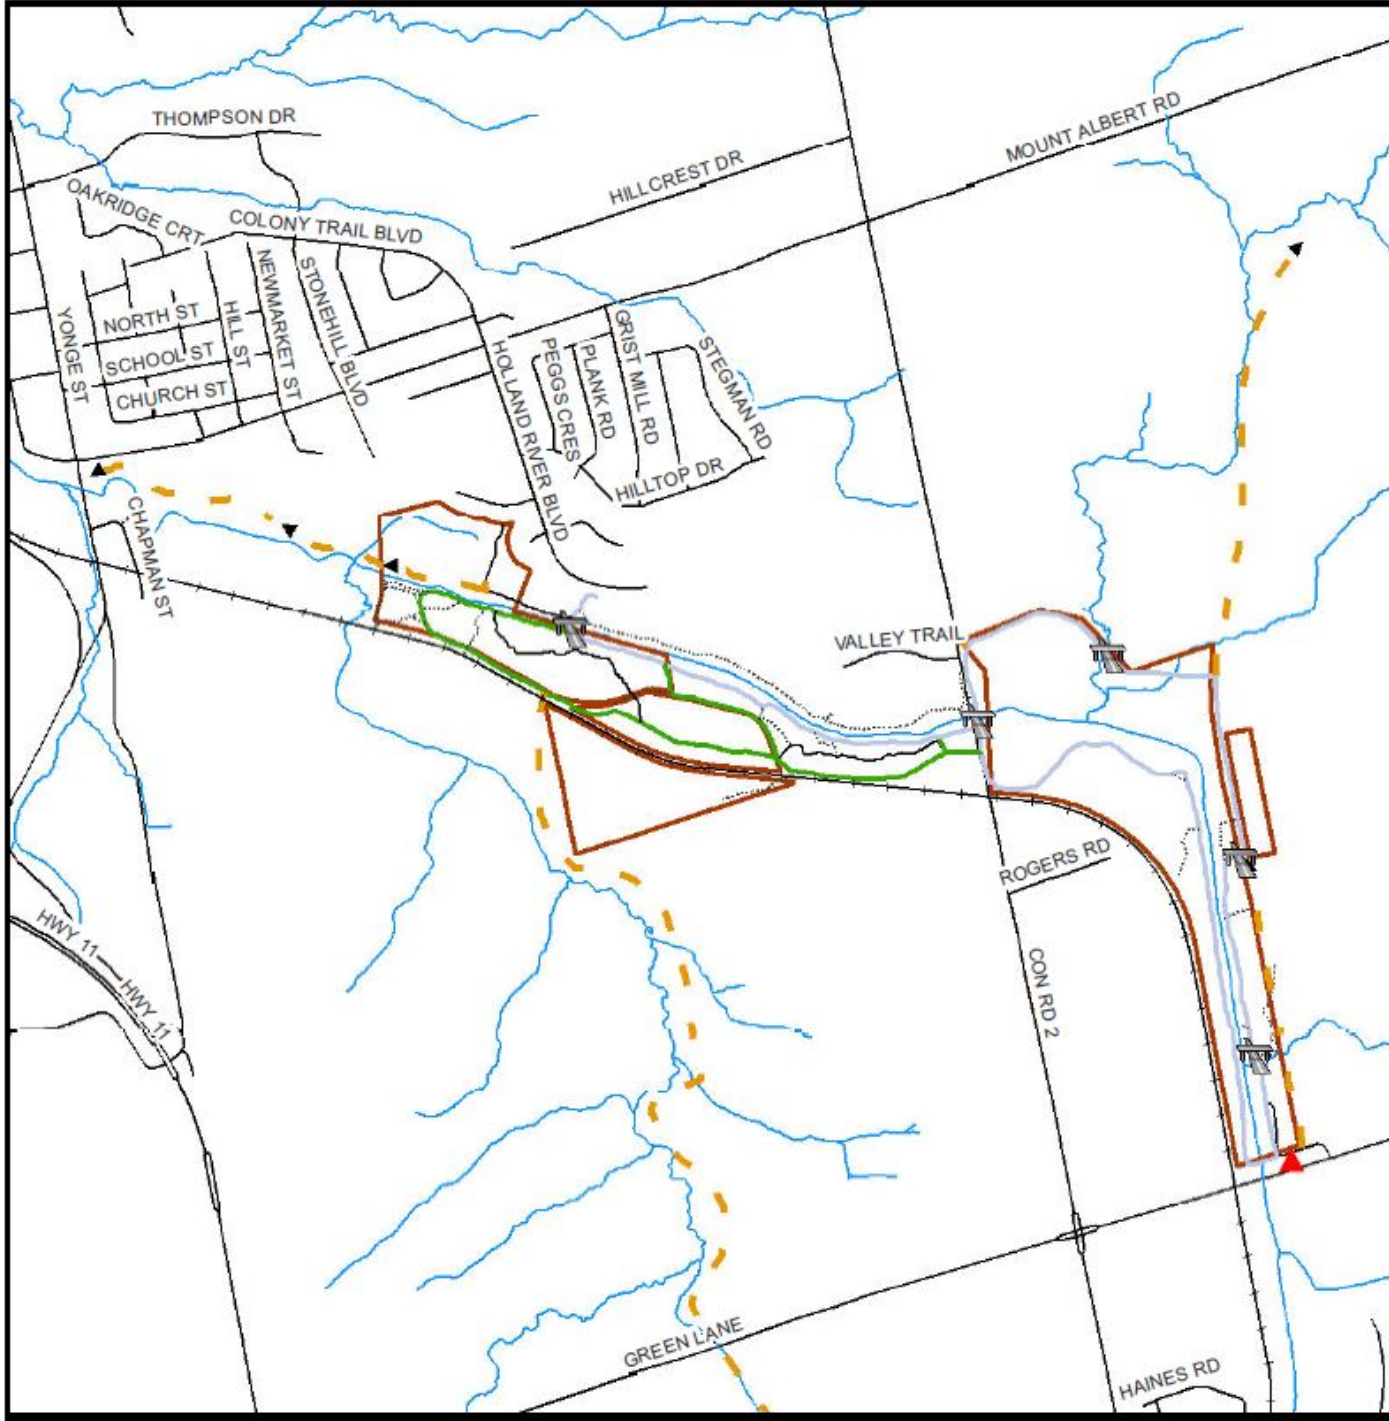 THOMPSON DR
MOUNT ALBERT RD
HILLCREST DR
OAKRIDGE CRT
COLONY TRAIL BLVD
NEWMARKET ST
STONEHILL BLVD
NORTH ST
HILL ST
YONGE ST
SCHOOL ST
CHURCH ST
HOLLAND RIVER BLVD
PEGGS CRES
PLANK RD
GRIST MILL RD
STEGMAN RD
HILLTOP DR
CHAPMAN ST
VALLEY TRAIL
ROGERS RD
HWY 11
HWY 11
CON RD 2
GREEN LANE
HAINES RD